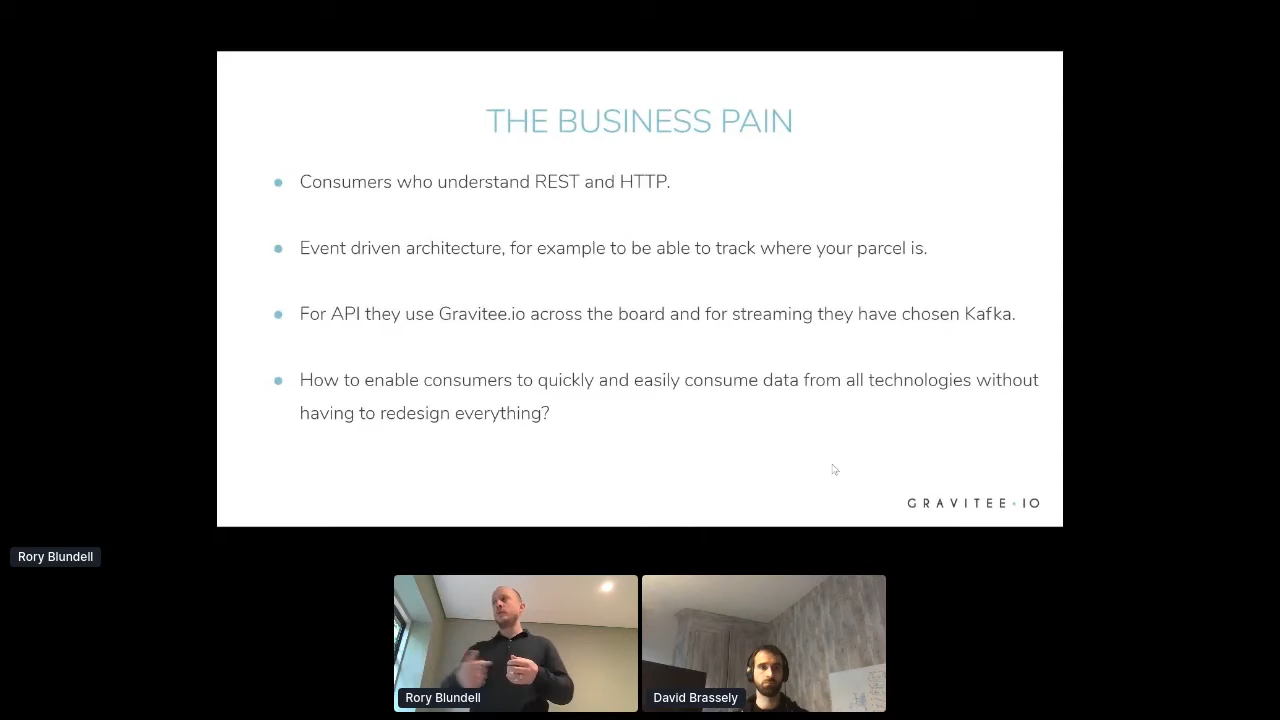 THE BUSINESS PAIN
Consumers who understand REST and HTTP.
Event driven architecture, for example to be able to track where your parcel is.
For API they use Gravitee.io across the board and for streaming they have chosen Kafka.
How to enable consumers to quickly and easily consume data from all technologies without
having to redesign everything?
GRAVITEE•IO
Rory Blundell
Rory Blundell
David Brassely